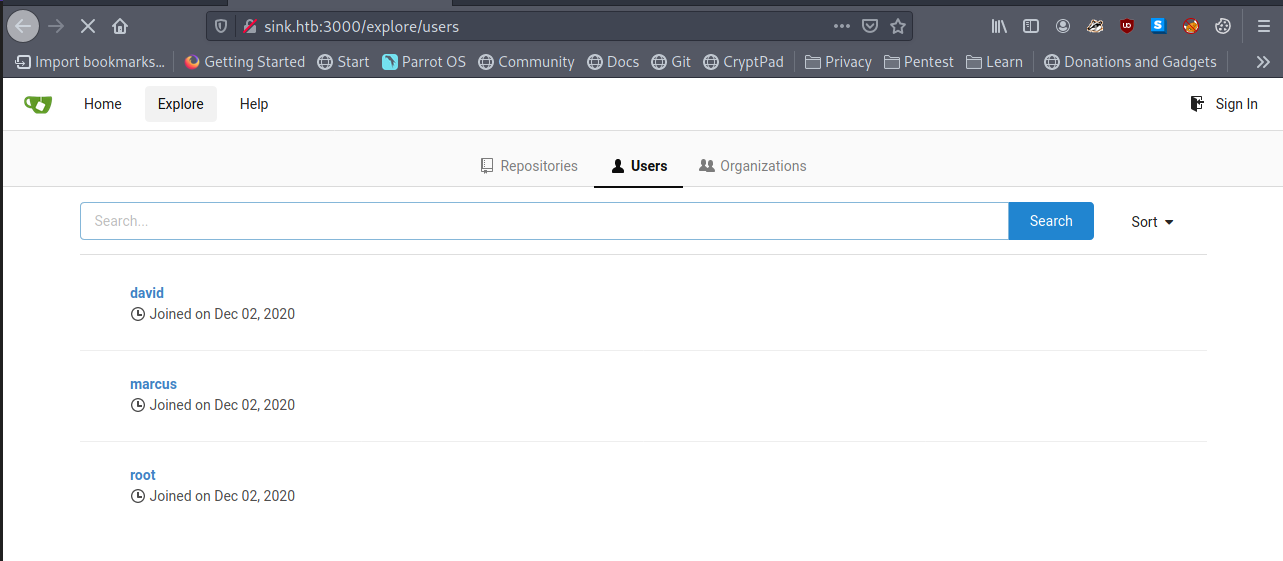 sink.htb:3000/explore/users
Import bookmarks... Getting Started Start Parrot OS Community Docs Git CryptPad Privacy Pentest Learn Donations and Gadgets
Home Explore Help Sign In
Repositories Users Organizations
Search... Search Sort
david
Joined on Dec 02, 2020
marcus
Joined on Dec 02, 2020
root
Joined on Dec 02, 2020